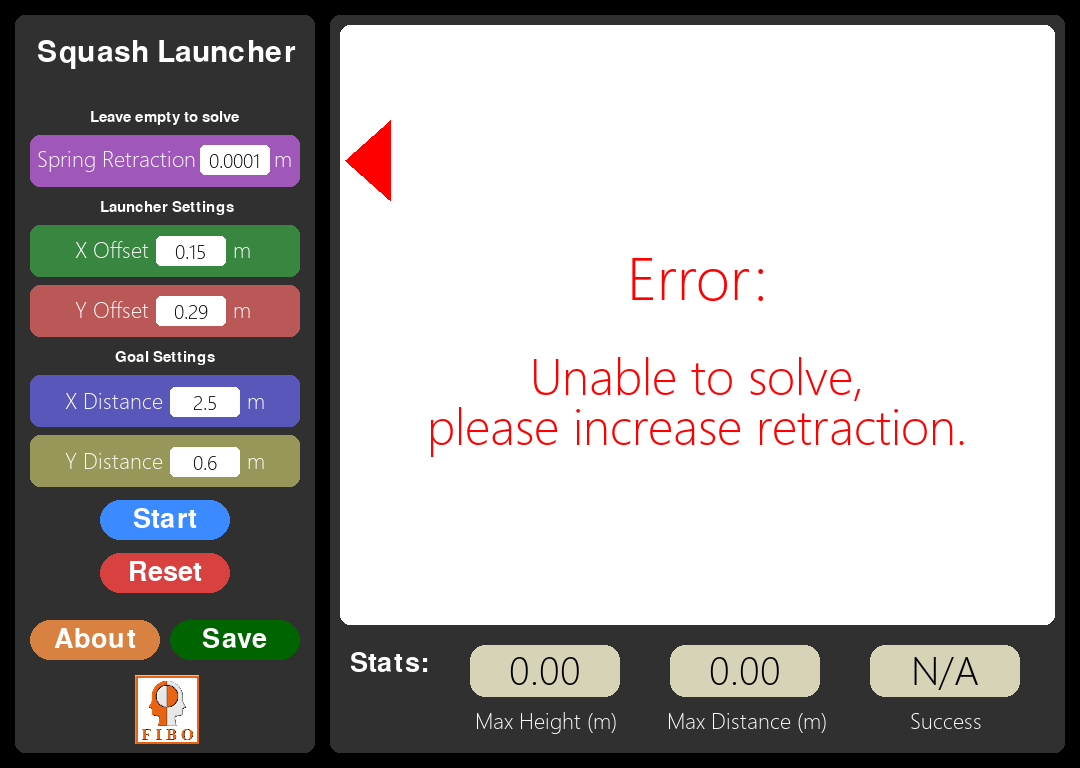 Squash Launcher
Leave empty to solve
Spring Retraction 0.0001 m
Launcher Settings
X Offset 0.15 m
Y Offset 0.29 m
Goal Settings
X Distance 2.5 m
Y Distance 0.6 m
Start
Reset
About Save
FIBO
Error:
Unable to solve,
please increase retraction.
Stats: 0.00 0.00 N/A
Max Height (m) Max Distance (m) Success